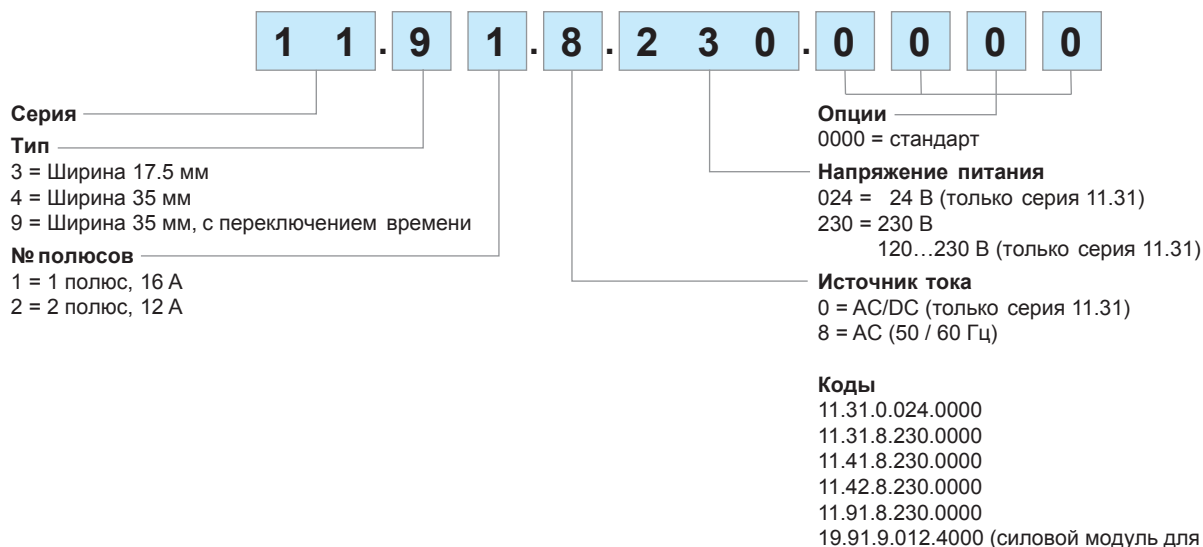 1 1 . 9 1 . 8 . 2 3 0 . 0 0 0 0
Серия
Тип
3 = Ширина 17.5 мм
4 = Ширина 35 мм
9 = Ширина 35 мм, с переключением времени
№ полюсов
1 = 1 полюс, 16 A
2 = 2 полюс, 12 A
Опции
0000 = стандарт
Напряжение питания
024 = 24 В (только серия 11.31)
230 = 230 В
120…230 В (только серия 11.31)
Источник тока
0 = AC/DC (только серия 11.31)
8 = AC (50 / 60 Гц)
Коды
11.31.0.024.0000
11.31.8.230.0000
11.41.8.230.0000
11.42.8.230.0000
11.91.8.230.0000
19.91.9.012.4000 (силовой модуль для